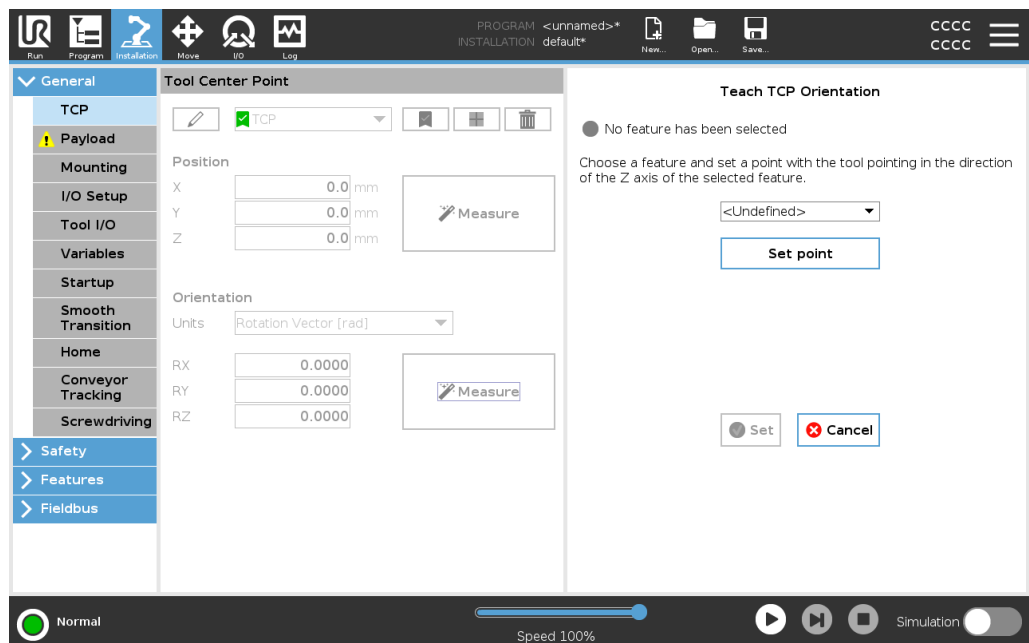 UR
Run
Program
Installation
Move
I/O
Log
PROGRAM <unnamed>*
INSTALLATION default*
New...
Open...
Save...
CCCC
CCCC
General
TCP
Payload
Mounting
I/O Setup
Tool I/O
Variables
Startup
Smooth
Transition
Home
Conveyor
Tracking
Screwdriving
Safety
Features
Fieldbus
Tool Center Point
TCP
Position
X 0.0 mm
Y 0.0 mm
Z 0.0 mm
Measure
Orientation
Units Rotation Vector [rad]
RX 0.0000
RY 0.0000
RZ 0.0000
Measure
Teach TCP Orientation
No feature has been selected
Choose a feature and set a point with the tool pointing in the direction
of the Z axis of the selected feature.
<Undefined>
Set point
Set
Cancel
Normal
Speed 100%
Simulation